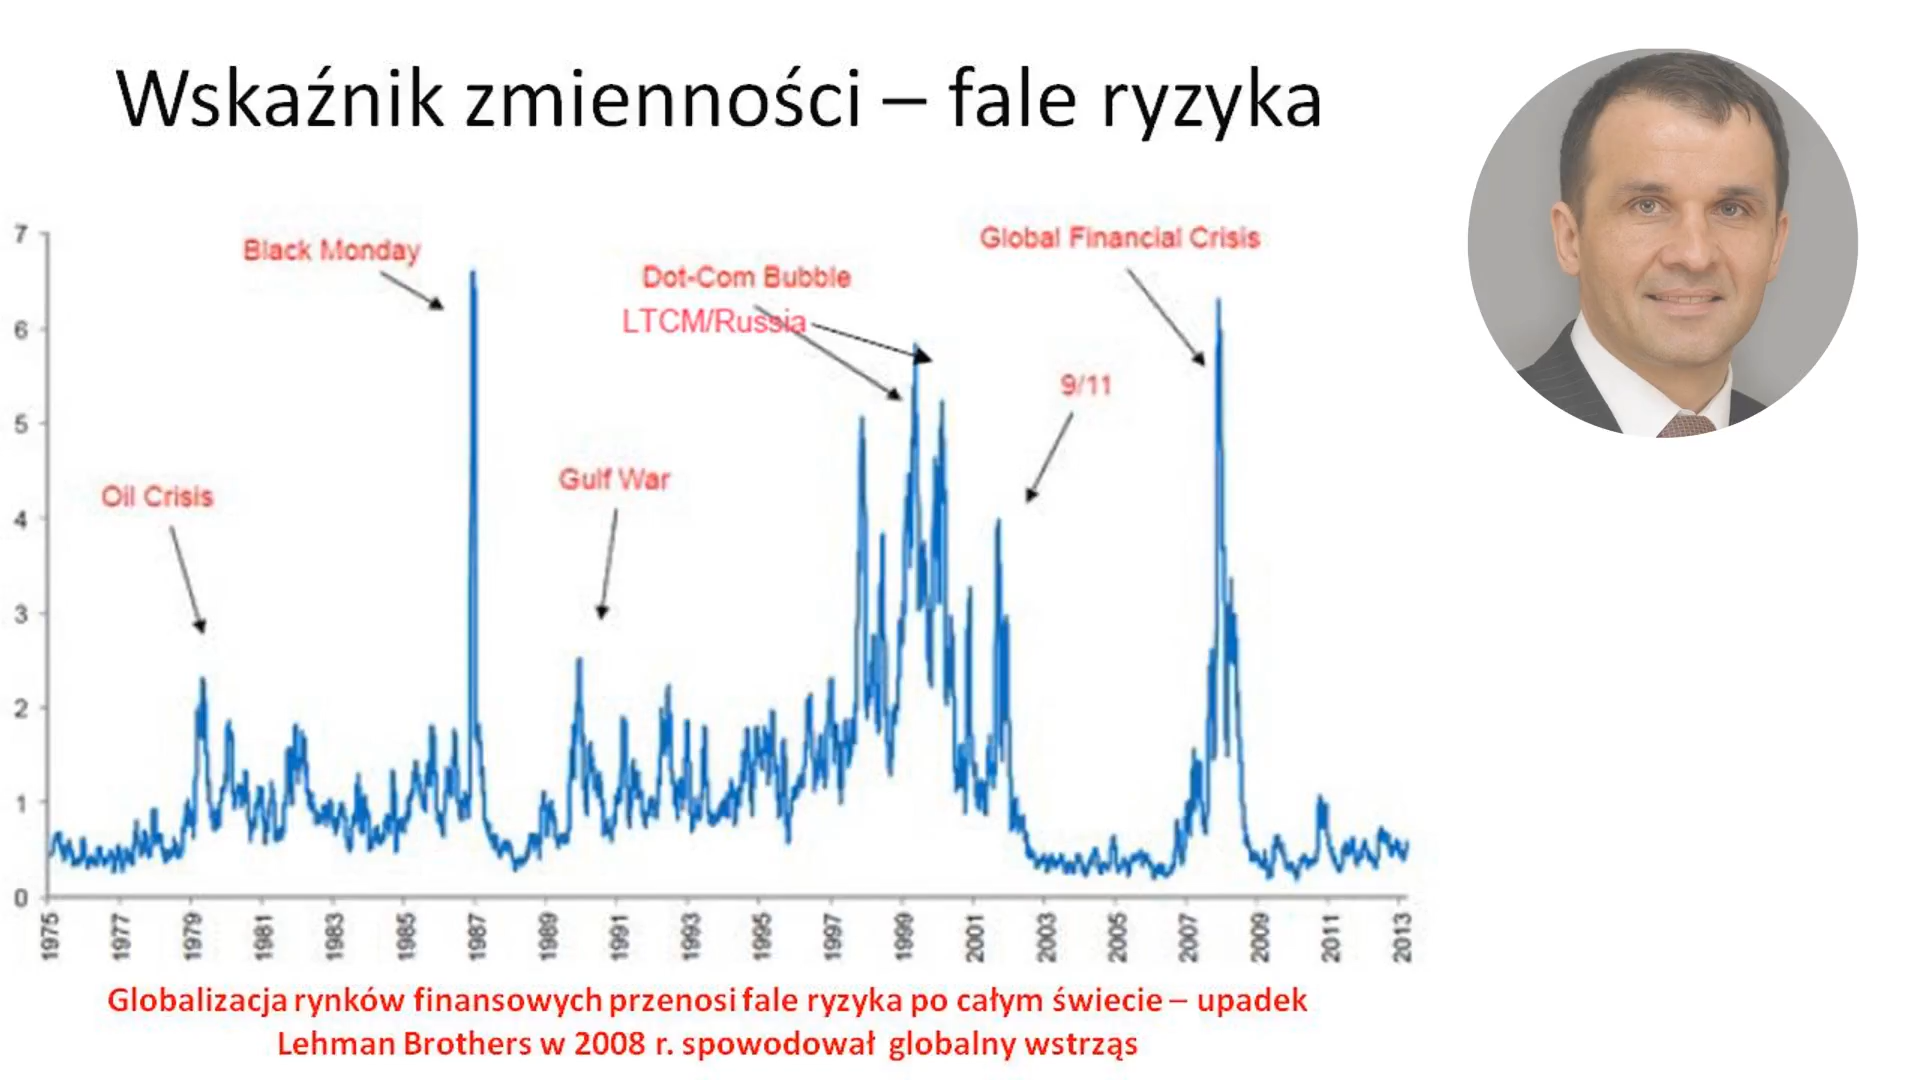 Wskaźnik zmienności – fale ryzyka
7
Black Monday
Global Financial Crisis
Dot-Com Bubble
LTCM/Russia
6
9/11
5
Gulf War
Oil Crisis
4
3
2
1
0
1975 1977 1979 1981 1983 1985 1987 1989 1991 1993 1995 1997 1999 2001 2003 2005 2007 2009 2011 2013
Globalizacja rynków finansowych przenosi fale ryzyka po całym świecie – upadek
Lehman Brothers w 2008 r. spowodował globalny wstrząs